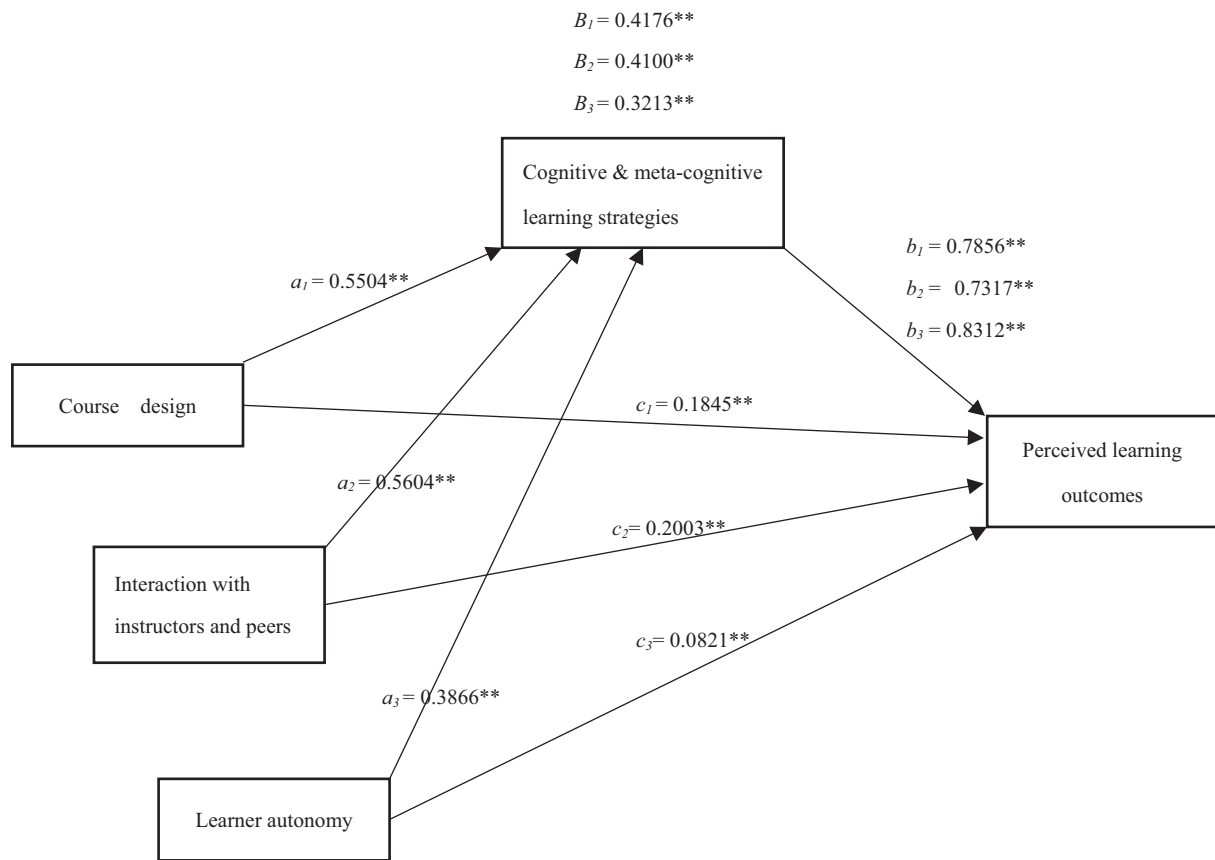 B1 = 0.4176**
B2 = 0.4100**
B3 = 0.3213**
Cognitive & meta-cognitive
learning strategies
b1 = 0.7856**
b2 = 0.7317**
b3 = 0.8312**
a1 = 0.5504**
Course design
c1 = 0.1845**
Perceived learning
outcomes
a2 = 0.5604**
c2= 0.2003**
Interaction with
instructors and peers
c3= 0.0821**
a3 = 0.3866**
Learner autonomy